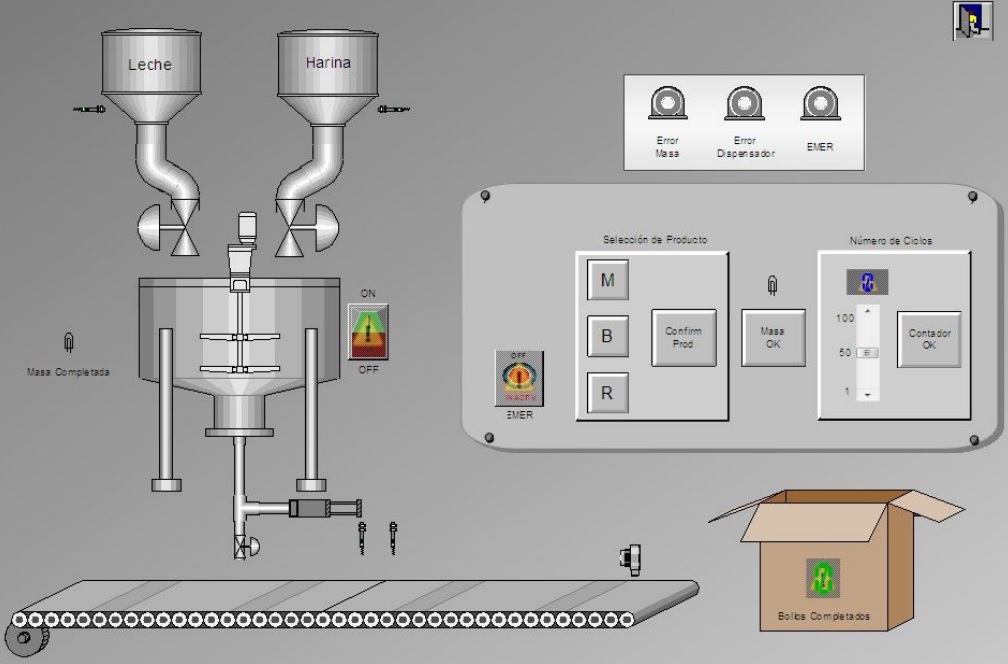 Leche
Harina
Error
Masa
Error
Dispensador
EMER
Selección de Producto
Número de Ciclos
M
B
R
Confirm
Prod
Masa
OK
100
50
1
Contador
OK
ON
OFF
Masa Completada
OFF
INACTIV
EMER
Bollos Completados